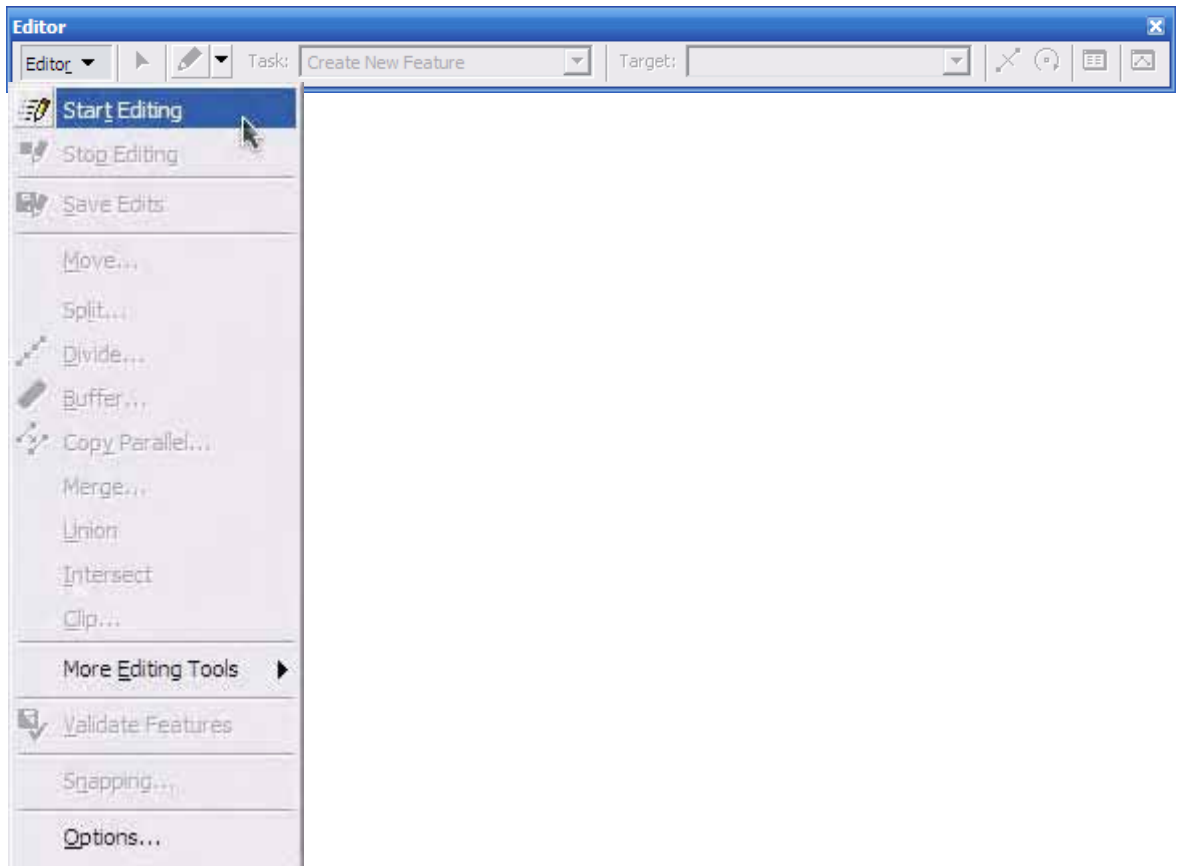 Editor
Editor Task: Create New Feature Target:
Start Editing
Stop Editing
Save Edits
Move...
Split...
Divide...
Buffer...
Copy Parallel...
Merge...
Union
Intersect
Clip...
More Editing Tools
Validate Features
Snapping...
Options...